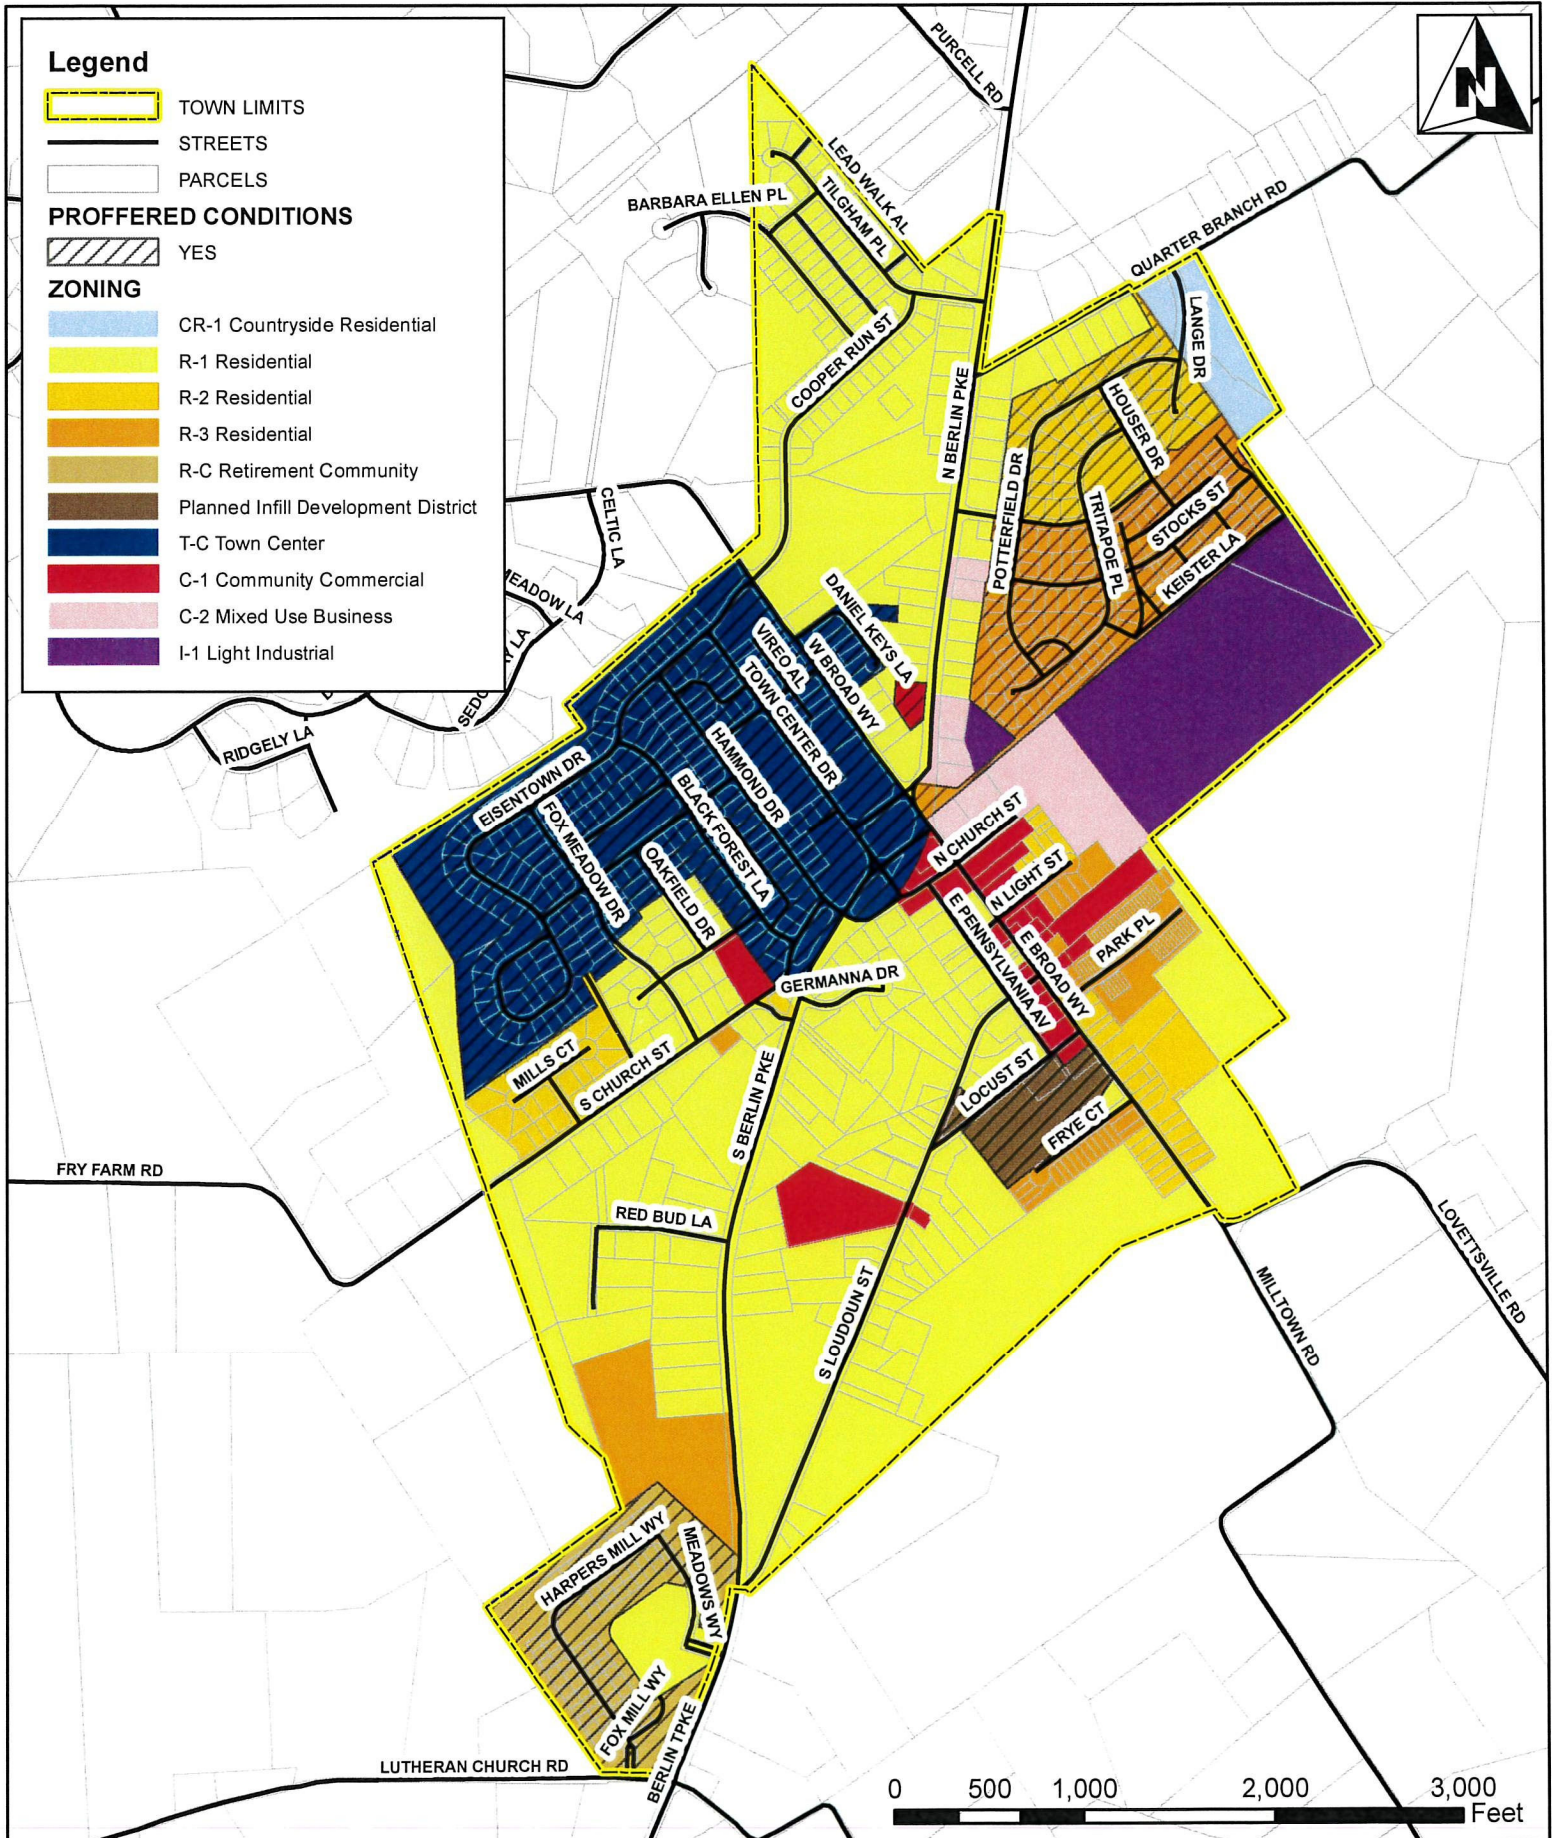 Legend
TOWN LIMITS
STREETS
PARCELS
PROFFERED CONDITIONS
YES
ZONING
CR-1 Countryside Residential
R-1 Residential
R-2 Residential
R-3 Residential
R-C Retirement Community
Planned Infill Development District
T-C Town Center
C-1 Community Commercial
C-2 Mixed Use Business
I-1 Light Industrial
N
PURCELL RD
LEAD WALK AL
BARBARA ELLEN PL
TILGHAM PL
QUARTER BRANCH RD
LANGE DR
COOPER RUN ST
N BERLIN PKE
HOUSER DR
POTTERFIELD DR
CELTIC LA
TRITAPOE PL
STOCKS ST
KEISTER LA
MEADOW LA
DANIEL KEYS LA
VIREO AL
W BROAD WY
TOWN CENTER DR
RIDGELY LA
HAMMOND DR
EISENTOWN DR
BLACK FOREST LA
FOX MEADOW DR
OAKFIELD DR
N CHURCH ST
N LIGHT ST
E PENNSYLVANIA AV
E BROAD WY
PARK PL
GERMANNA DR
MILLS CT
S CHURCH ST
LOCUST ST
S BERLIN PKE
FRYE CT
FRY FARM RD
RED BUD LA
LOVETTSVILLE RD
S LOUDOUN ST
MILLTOWN RD
HARPERS MILL WY
MEADOWS WY
FOX MILL WY
BERLIN TPKE
LUTHERAN CHURCH RD
0 500 1,000 2,000 3,000
Feet